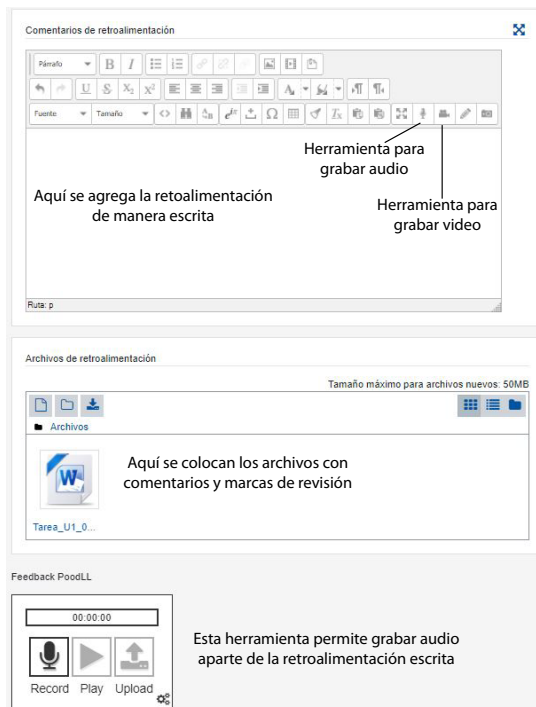 Comentarios de retroalimentación
Párrafo B I
U S X₂ X²
Fuente Tamaño
Herramienta para
grabar audio
Aquí se agrega la retoalimentación
de manera escrita
Herramienta para
grabar video
Ruta: p
Archivos de retroalimentación
Tamaño máximo para archivos nuevos: 50MB
Archivos
Aquí se colocan los archivos con
comentarios y marcas de revisión
W
Tarea_U1_0...
Feedback PoodLL
00:00:00
Esta herramienta permite grabar audio
aparte de la retroalimentación escrita
Record Play Upload